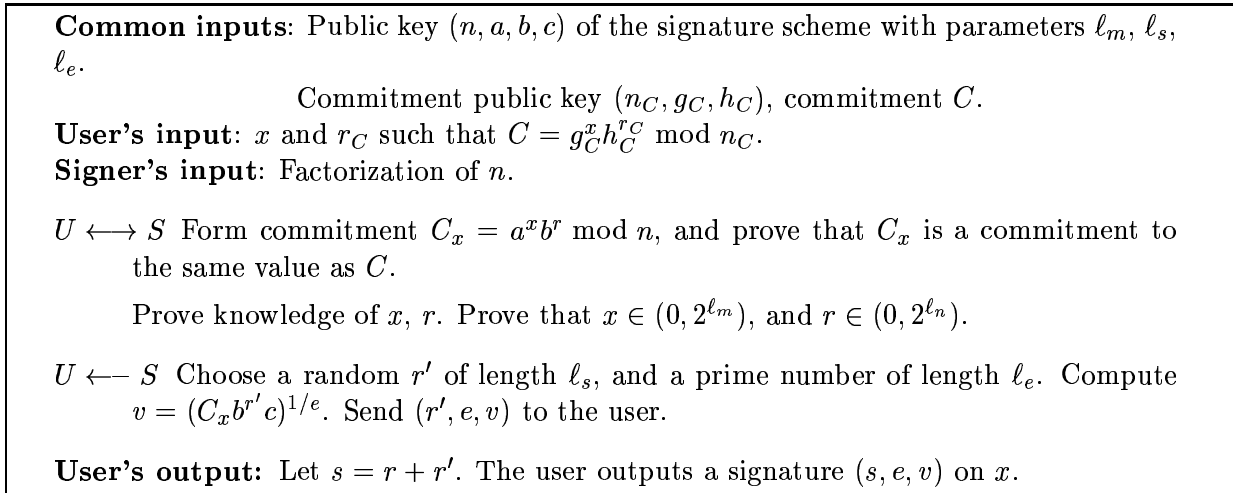 Common inputs: Public key (n, a, b, c) of the signature scheme with parameters ℓ_m, ℓ_s,
ℓ_e.
Commitment public key (n_C, g_C, h_C), commitment C.
User's input: x and r_C such that C = g_C^x h_C^{r_C} mod n_C.
Signer's input: Factorization of n.
U ⟷ S Form commitment C_x = a^x b^r mod n, and prove that C_x is a commitment to
the same value as C.
Prove knowledge of x, r. Prove that x ∈ (0, 2^{ℓ_m}), and r ∈ (0, 2^{ℓ_n}).
U ⟵ S Choose a random r′ of length ℓ_s, and a prime number of length ℓ_e. Compute
v = (C_x b^{r′} c)^{1/e}. Send (r′, e, v) to the user.
User's output: Let s = r + r′. The user outputs a signature (s, e, v) on x.